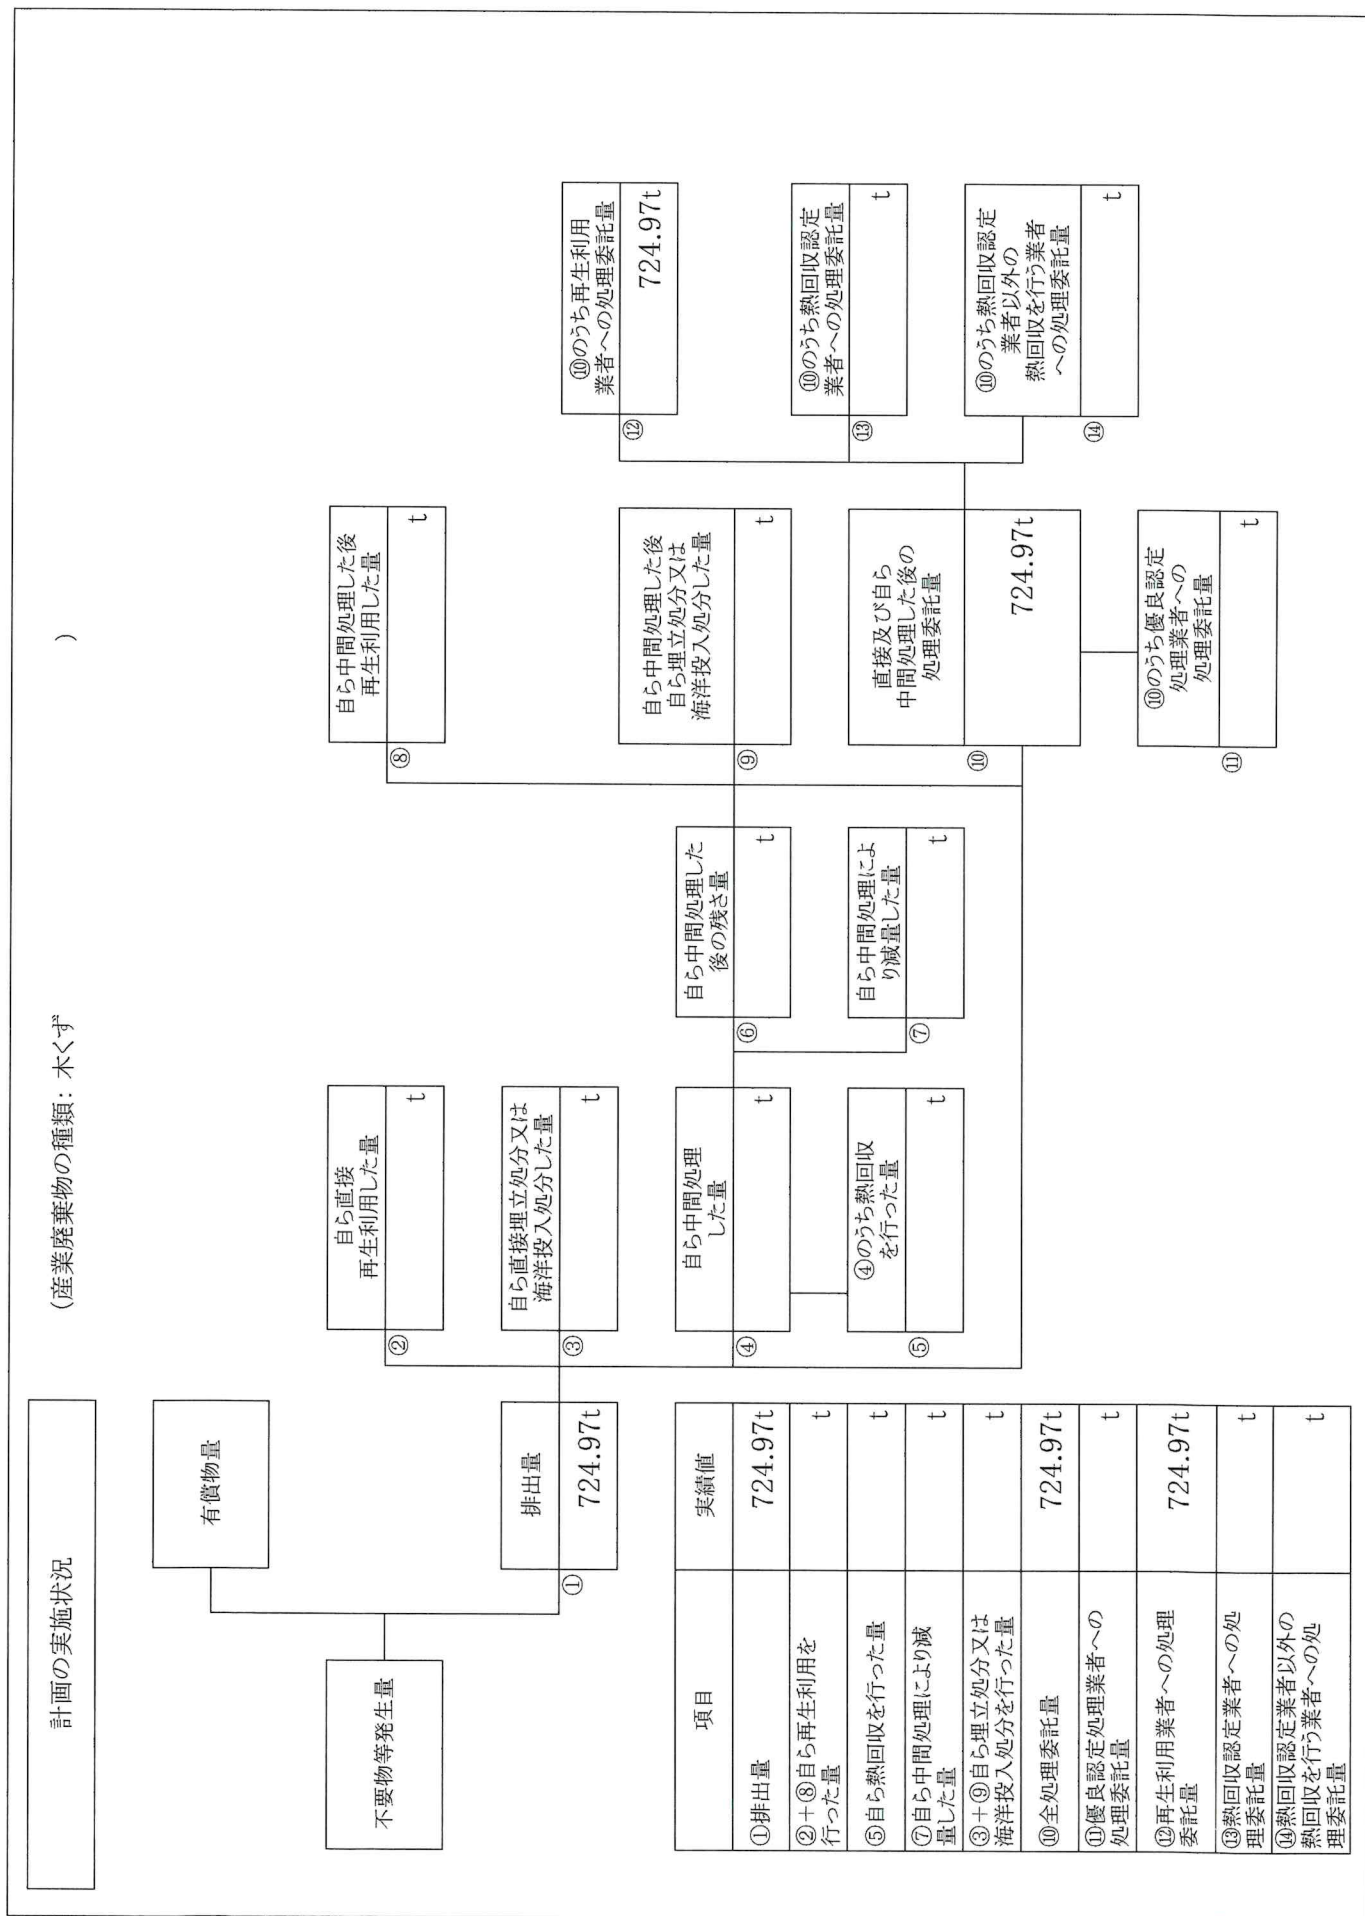 計画の実施状況
(産業廃棄物の種類：木くず )
不要物等発生量
有償物量
排出量
① 724.97t
自ら直接
再生利用した量
② t
自ら直接埋立処分又は
海洋投入処分した量
③ t
自ら中間処理
した量
④ t
④のうち熱回収
を行った量
⑤ t
自ら中間処理した
後の残さ量
⑥ t
自ら中間処理によ
り減量した量
⑦ t
自ら中間処理した後
再生利用した量
⑧ t
自ら中間処理した後
自ら埋立処分又は
海洋投入処分した量
⑨ t
直接及び自ら
中間処理した後の
処理委託量
⑩ 724.97t
⑩のうち優良認定
処理業者への
処理委託量
⑪ t
⑩のうち再生利用
業者への処理委託量
⑫ 724.97t
⑩のうち熱回収認定
業者への処理委託量
⑬ t
⑩のうち熱回収認定
業者以外の
熱回収を行う業者
への処理委託量
⑭ t
項目 実績値
①排出量 724.97t
②＋⑧自ら再生利用を
行った量 t
⑤自ら熱回収を行った量 t
⑦自ら中間処理により減
量した量 t
③＋⑨自ら埋立処分又は
海洋投入処分を行った量 t
⑩全処理委託量 724.97t
⑪優良認定処理業者への
処理委託量 t
⑫再生利用業者への処理
委託量 724.97t
⑬熱回収認定業者への処
理委託量 t
⑭熱回収認定業者以外の
熱回収を行う業者への処
理委託量 t